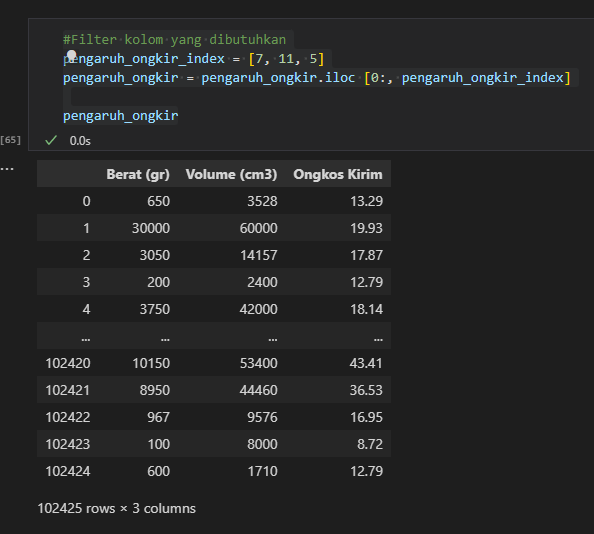 #Filter kolom yang dibutuhkan
pengaruh_ongkir_index = [7, 11, 5]
pengaruh_ongkir = pengaruh_ongkir.iloc [0:, pengaruh_ongkir_index]
pengaruh_ongkir
[65] ✓ 0.0s
...
Berat (gr) Volume (cm3) Ongkos Kirim
0 650 3528 13.29
1 30000 60000 19.93
2 3050 14157 17.87
3 200 2400 12.79
4 3750 42000 18.14
... ... ... ...
102420 10150 53400 43.41
102421 8950 44460 36.53
102422 967 9576 16.95
102423 100 8000 8.72
102424 600 1710 12.79
102425 rows × 3 columns